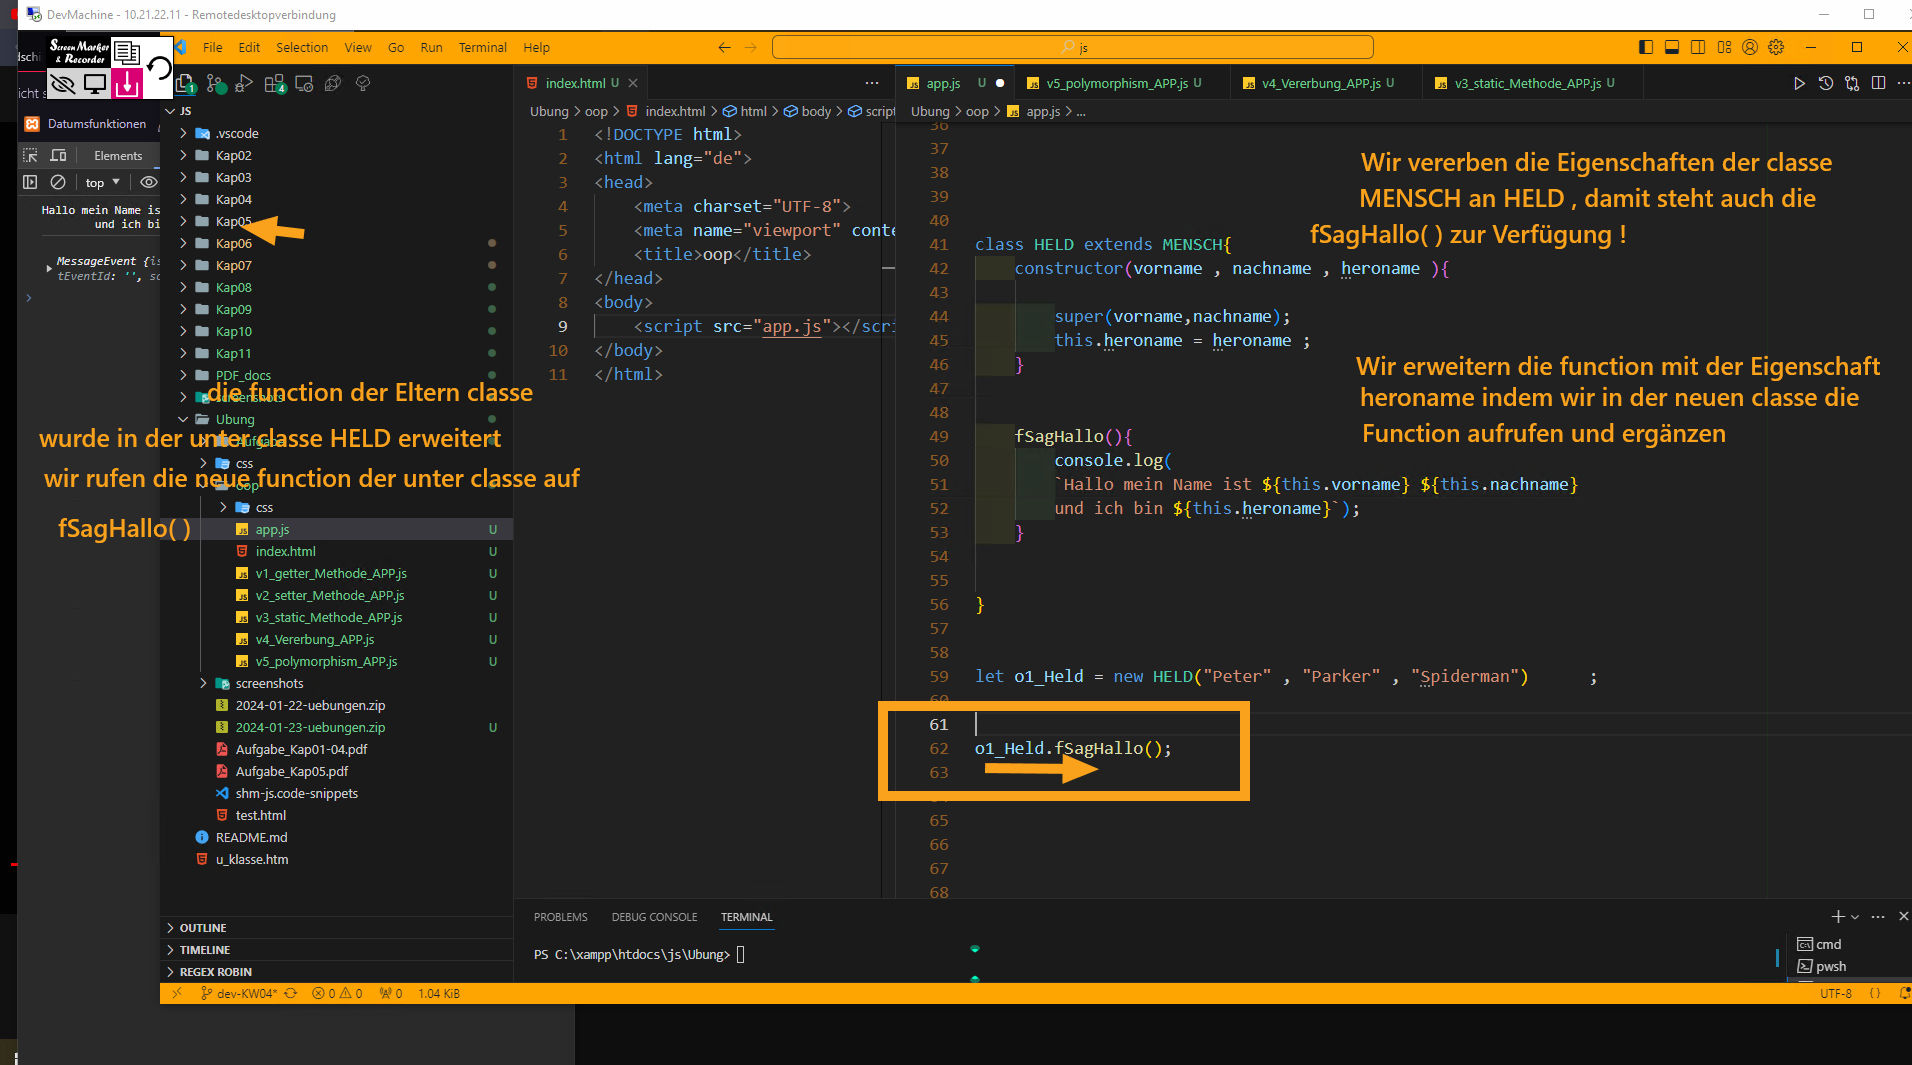 DevMachine - 10.21.22.11 - Remotedesktopverbindung
Screen Marker
& Recorder
File Edit Selection View Go Run Terminal Help
js
dschi
icht s
Datumsfunktionen
Elements
top
Hallo mein Name is
und ich bi
MessageEvent {is
tEventId: '', sc
1
4
JS
.vscode
Kap02
Kap03
Kap04
Kap05
Kap06
Kap07
Kap08
Kap09
Kap10
Kap11
PDF_docs
screenshots
die function der Eltern classe
Ubung
Aufgabe
wurde in der unter classe HELD erweitert
css
wir rufen die neue function der unter classe auf
oop
css
fSagHallo( )
app.js U
index.html U
v1_getter_Methode_APP.js U
v2_setter_Methode_APP.js U
v3_static_Methode_APP.js U
v4_Vererbung_APP.js U
v5_polymorphism_APP.js U
screenshots
2024-01-22-uebungen.zip
2024-01-23-uebungen.zip U
Aufgabe_Kap01-04.pdf
Aufgabe_Kap05.pdf
shm-js.code-snippets
test.html
README.md
u_klasse.htm
OUTLINE
TIMELINE
REGEX ROBIN
index.html U
Ubung > oop > index.html > html > body > script
1 <!DOCTYPE html>
2 <html lang="de">
3 <head>
4 <meta charset="UTF-8">
5 <meta name="viewport" conte
6 <title>oop</title>
7 </head>
8 <body>
9 <script src="app.js"></scri
10 </body>
11 </html>
app.js U v5_polymorphism_APP.js U v4_Vererbung_APP.js U v3_static_Methode_APP.js U
Ubung > oop > app.js > ...
36
37
38
39
40
41 class HELD extends MENSCH{
42 constructor(vorname , nachname , heroname ){
43
44 super(vorname,nachname);
45 this.heroname = heroname ;
46 }
47
48
49 fSagHallo(){
50 console.log(
51 `Hallo mein Name ist ${this.vorname} ${this.nachname}
52 und ich bin ${this.heroname}`);
53 }
54
55
56 }
57
58
59 let o1_Held = new HELD("Peter" , "Parker" , "Spiderman") ;
60
61
62 o1_Held.fSagHallo();
63
65
66
67
68
Wir vererben die Eigenschaften der classe
MENSCH an HELD , damit steht auch die
fSagHallo( ) zur Verfügung !
Wir erweitern die function mit der Eigenschaft
heroname indem wir in der neuen classe die
Function aufrufen und ergänzen
PROBLEMS DEBUG CONSOLE TERMINAL
PS C:\xampp\htdocs\js\Ubung>
cmd
pwsh
dev-KW04* 0 0 0 1.04 KiB UTF-8 { }